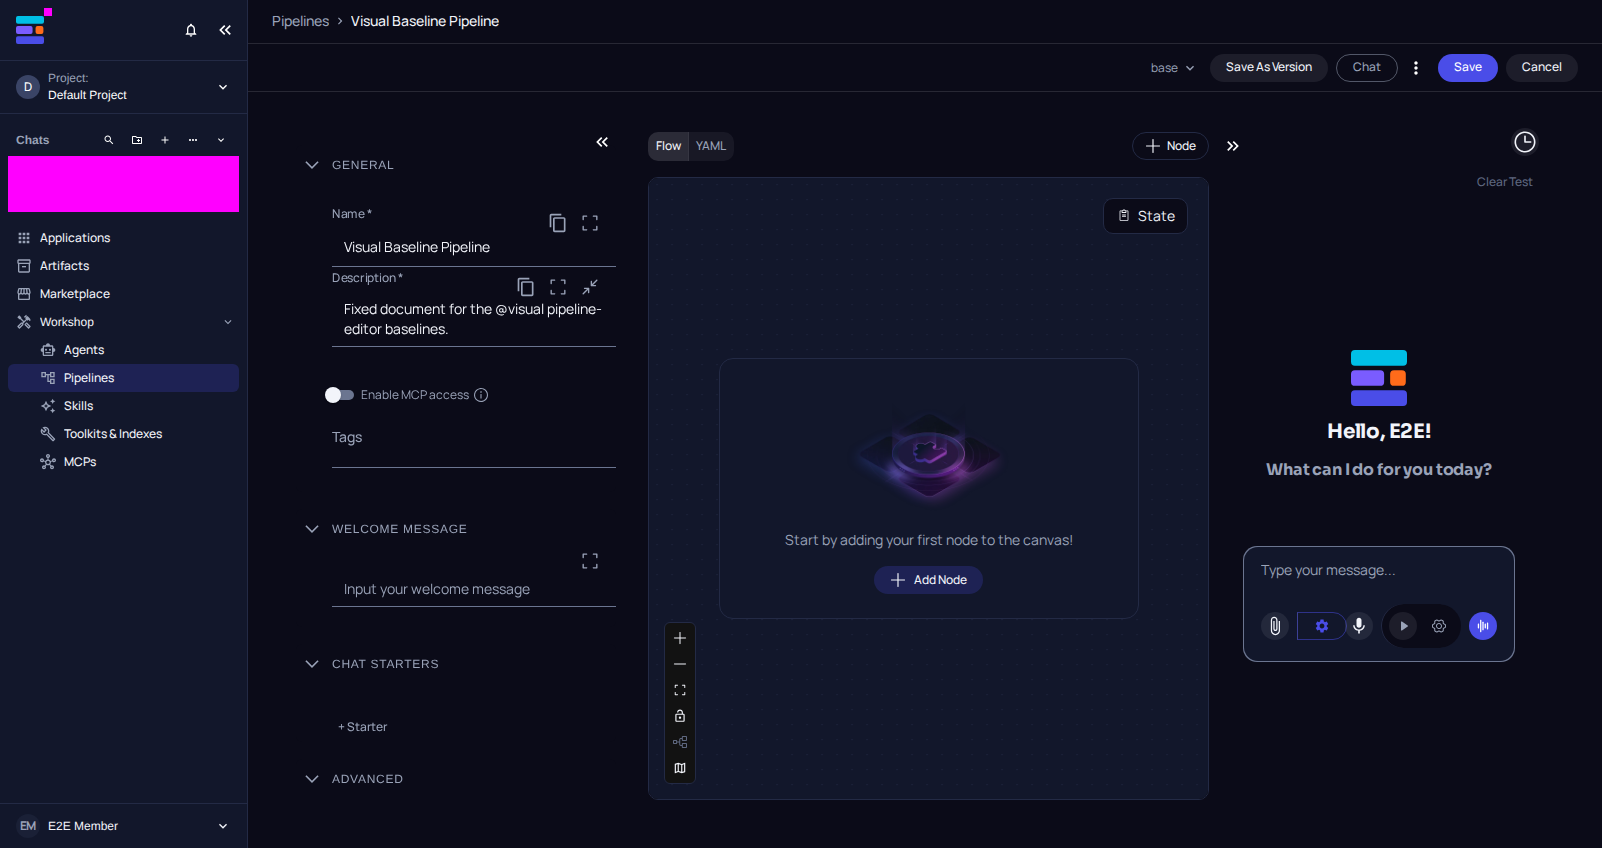 Pipelines › Visual Baseline Pipeline
base
Save As Version
Chat
Save
Cancel
D
Project:
Default Project
Chats
Applications
Artifacts
Marketplace
Workshop
Agents
Pipelines
Skills
Toolkits & Indexes
MCPs
EM
E2E Member
GENERAL
Name *
Visual Baseline Pipeline
Description *
Fixed document for the @visual pipeline-
editor baselines.
Enable MCP access
Tags
WELCOME MESSAGE
Input your welcome message
CHAT STARTERS
+ Starter
ADVANCED
Flow
YAML
Node
State
Start by adding your first node to the canvas!
Add Node
Clear Test
Hello, E2E!
What can I do for you today?
Type your message...